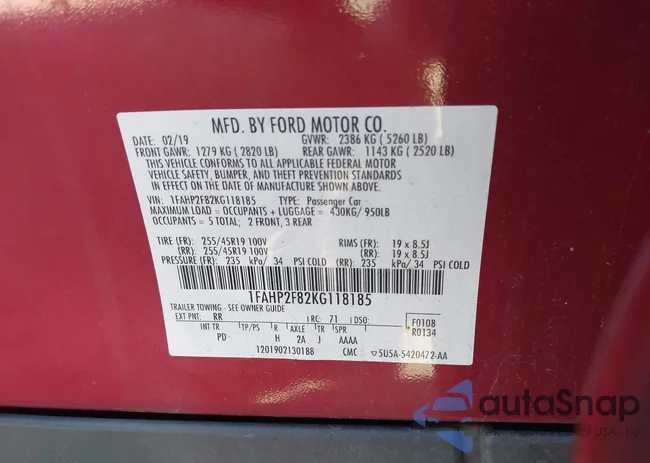 MFD. BY FORD MOTOR CO.
DATE: 02/19 GVWR: 2386 KG ( 5260 LB)
FRONT GAWR: 1279 KG ( 2820 LB) REAR GAWR: 1143 KG ( 2520 LB)
THIS VEHICLE CONFORMS TO ALL APPLICABLE FEDERAL MOTOR
VEHICLE SAFETY, BUMPER, AND THEFT PREVENTION STANDARDS
IN EFFECT ON THE DATE OF MANUFACTURE SHOWN ABOVE.
VIN: 1FAHP2F82KG118185 TYPE: Passenger Car
MAXIMUM LOAD = OCCUPANTS + LUGGAGE = 430KG/ 950LB
OCCUPANTS = 5 TOTAL; 2 FRONT, 3 REAR
TIRE (FR): 255/45R19 100V RIMS (FR): 19 x 8.5J
(RR): 255/45R19 100V (RR): 19 x 8.5J
PRESSURE (FR): 235 kPa/ 34 PSI COLD (RR): 235 kPa/ 34 PSI COLD
1FAHP2F82KG118185
TRAILER TOWING - SEE OWNER GUIDE
EXT PNT: RR RC: 71 DSO: F0108
R0134
INT TR TP/PS R AXLE TR SPR
PD H 2A J AAAA
1201902130188 CMC ▽5U5A-5420472-AA
autoSnap